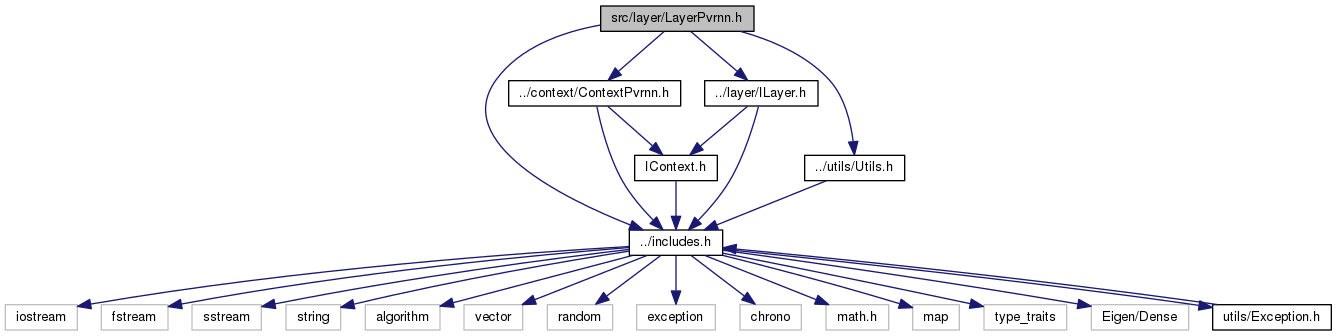 src/layer/LayerPvrnn.h
../context/ContextPvrnn.h
../layer/ILayer.h
IContext.h
../utils/Utils.h
../includes.h
iostream
fstream
sstream
string
algorithm
vector
random
exception
chrono
math.h
map
type_traits
Eigen/Dense
utils/Exception.h